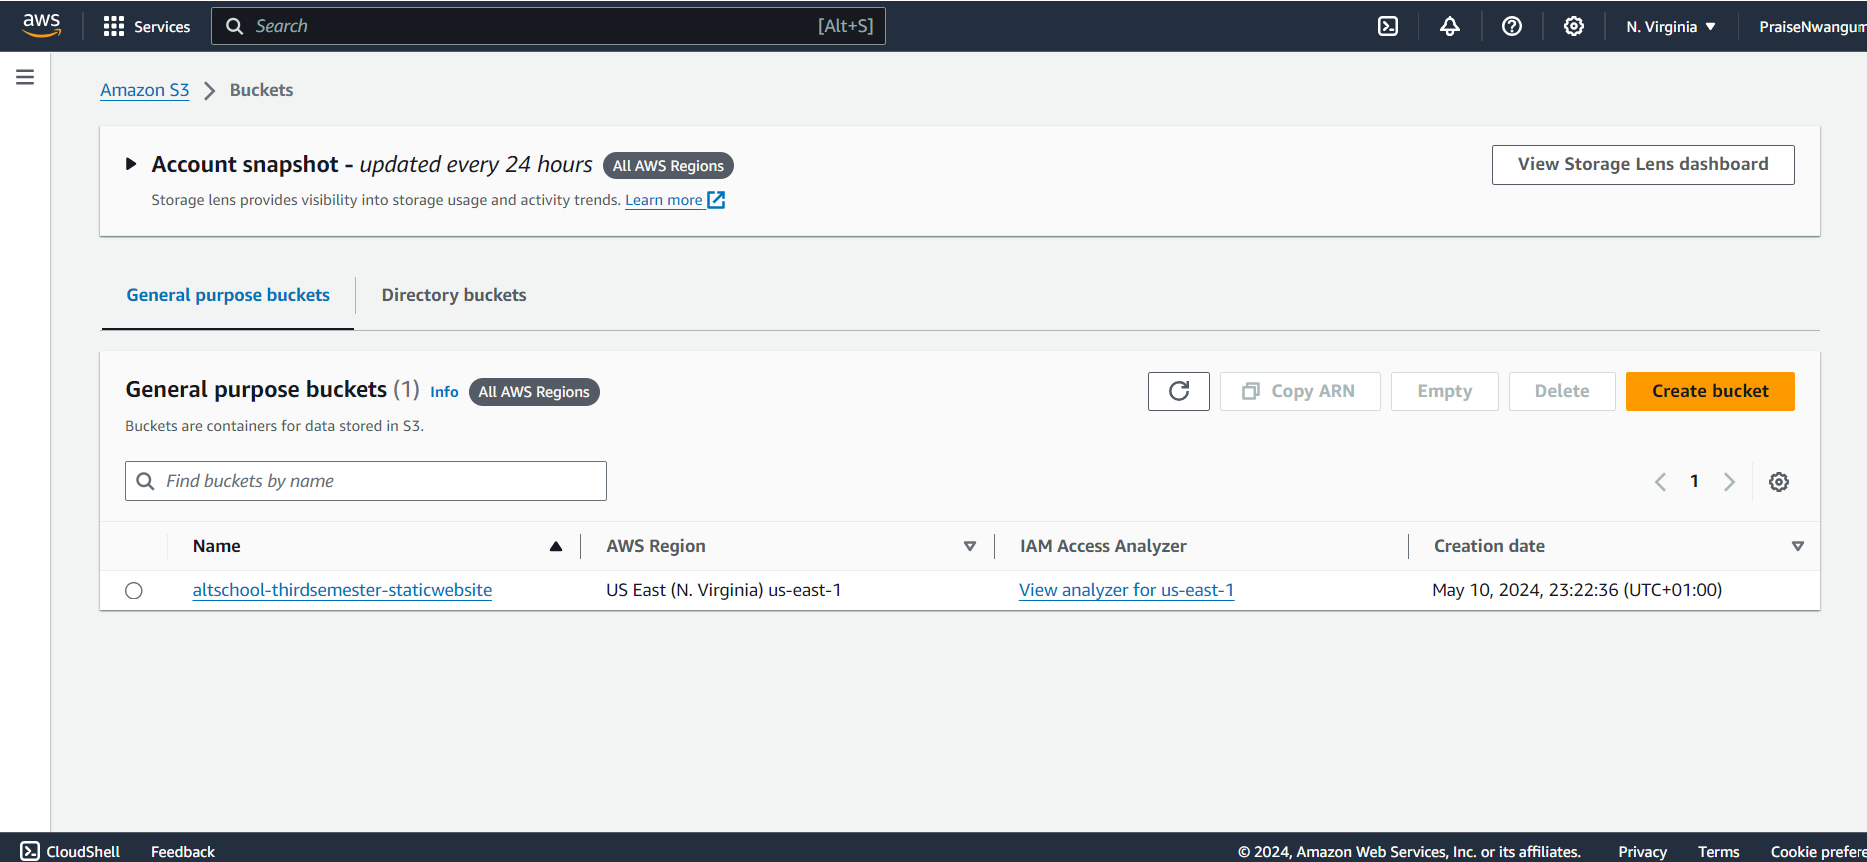 aws Services Search [Alt+S] N. Virginia PraiseNwangum
Amazon S3 Buckets
Account snapshot - updated every 24 hours All AWS Regions View Storage Lens dashboard
Storage lens provides visibility into storage usage and activity trends. Learn more
General purpose buckets Directory buckets
General purpose buckets (1) Info All AWS Regions Copy ARN Empty Delete Create bucket
Buckets are containers for data stored in S3.
Find buckets by name 1
Name AWS Region IAM Access Analyzer Creation date
altschool-thirdsemester-staticwebsite US East (N. Virginia) us-east-1 View analyzer for us-east-1 May 10, 2024, 23:22:36 (UTC+01:00)
CloudShell Feedback © 2024, Amazon Web Services, Inc. or its affiliates. Privacy Terms Cookie prefere